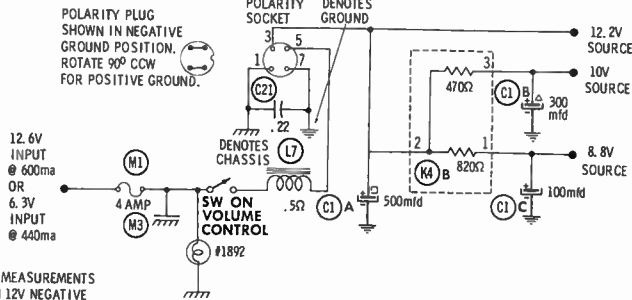 POLARITY PLUG
SHOWN IN NEGATIVE
GROUND POSITION.
ROTATE 90° CCW
FOR POSITIVE GROUND.
POLARITY
SOCKET
DENOTES
GROUND
3
5
1
7
C21
.22
DENOTES
CHASSIS
L7
.5Ω
12.6V
INPUT
@ 600ma
OR
6.3V
INPUT
@ 440ma
M1
4 AMP
M3
SW ON
VOLUME
CONTROL
#1892
C1 A
500mfd
2
3
470Ω
1
820Ω
K4 B
C1 B
300
mfd
C1 C
100mfd
12.2V
SOURCE
10V
SOURCE
8.8V
SOURCE
MEASUREMENTS
12V NEGATIVE